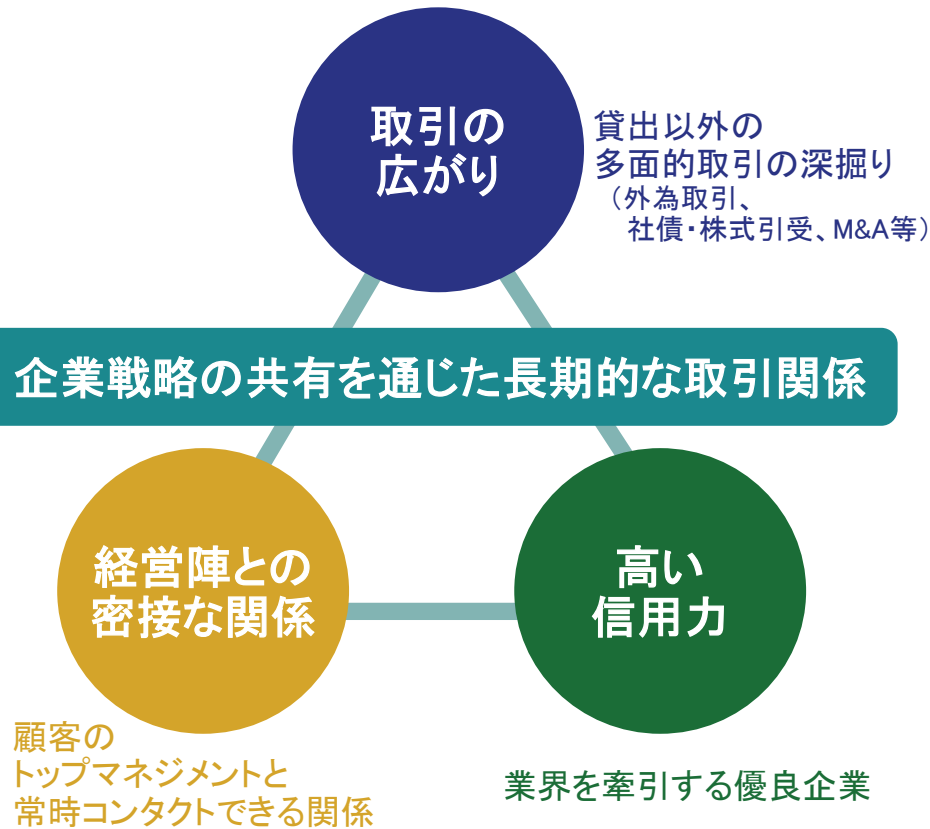 取引の
広がり
貸出以外の
多面的取引の深掘り
（外為取引、
社債・株式引受、M&A等）
企業戦略の共有を通じた長期的な取引関係
経営陣との
密接な関係
高い
信用力
顧客の
トップマネジメントと
常時コンタクトできる関係
業界を牽引する優良企業